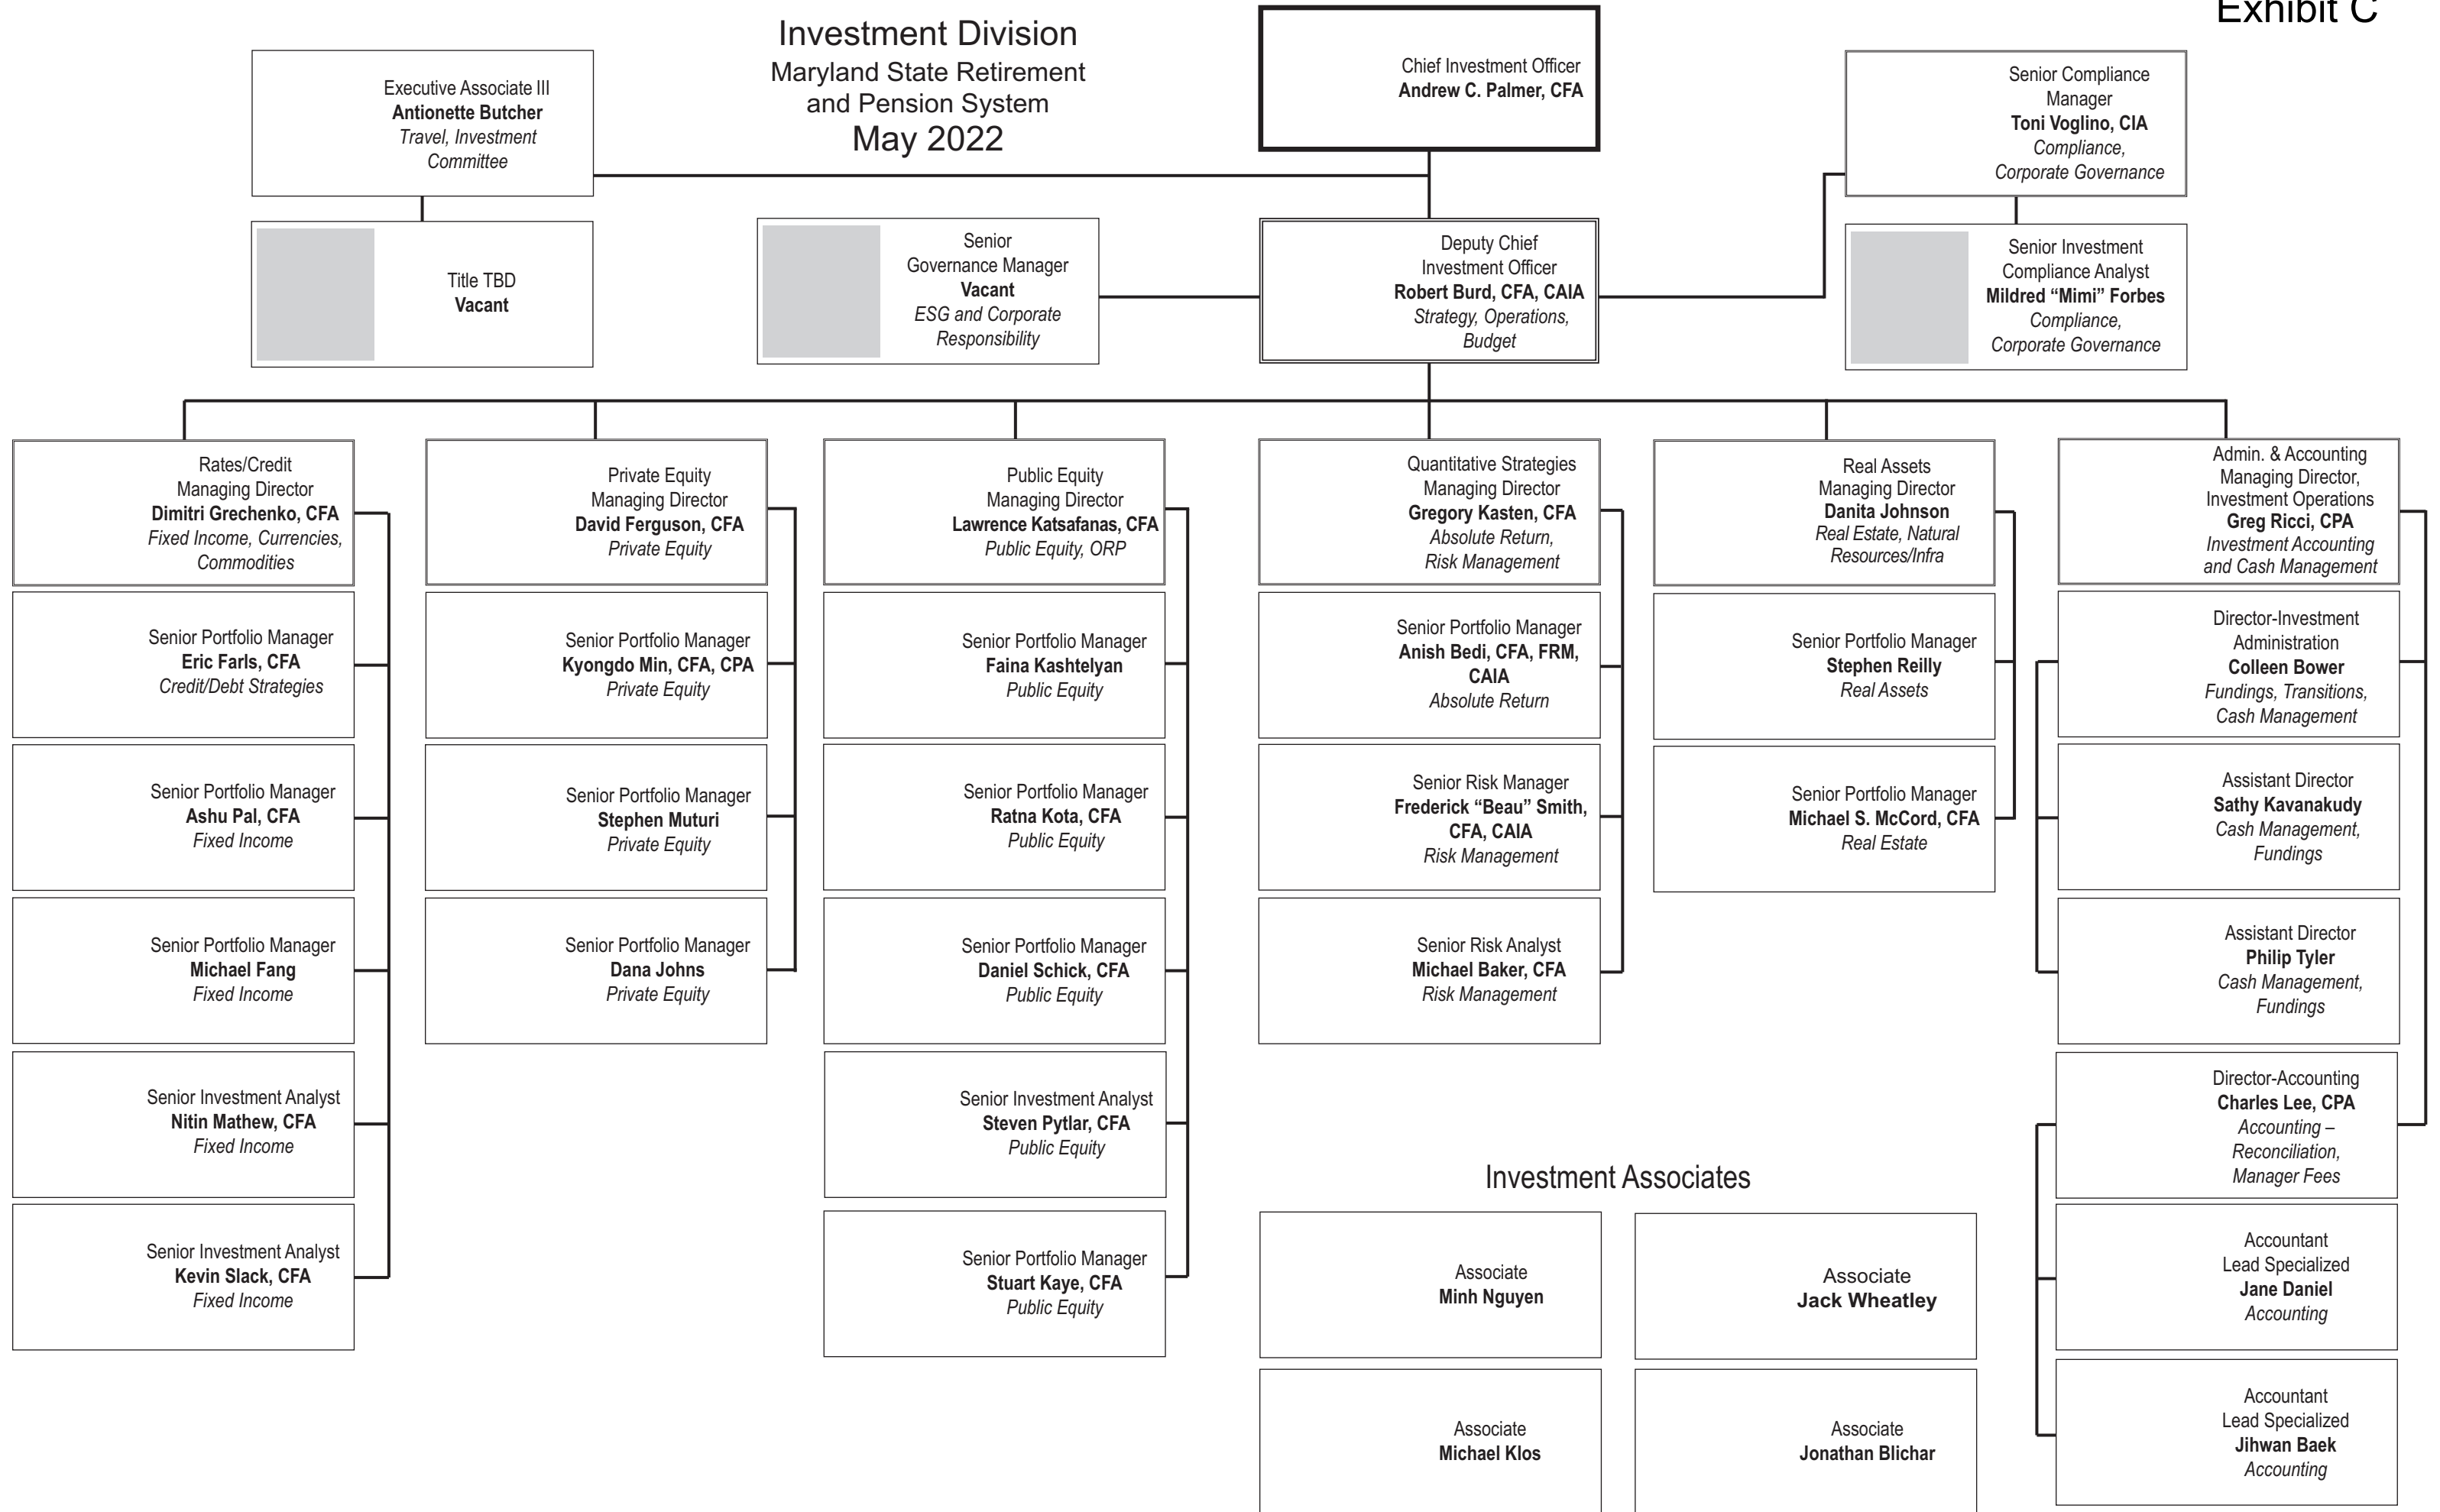 Exhibit C
Investment Division
Maryland State Retirement
and Pension System
May 2022
Chief Investment Officer
Andrew C. Palmer, CFA
Executive Associate III
Antionette Butcher
Travel, Investment
Committee
Senior Compliance
Manager
Toni Voglino, CIA
Compliance,
Corporate Governance
Title TBD
Vacant
Senior
Governance Manager
Vacant
ESG and Corporate
Responsibility
Deputy Chief
Investment Officer
Robert Burd, CFA, CAIA
Strategy, Operations,
Budget
Senior Investment
Compliance Analyst
Mildred “Mimi” Forbes
Compliance,
Corporate Governance
Rates/Credit
Managing Director
Dimitri Grechenko, CFA
Fixed Income, Currencies,
Commodities
Senior Portfolio Manager
Eric Farls, CFA
Credit/Debt Strategies
Senior Portfolio Manager
Ashu Pal, CFA
Fixed Income
Senior Portfolio Manager
Michael Fang
Fixed Income
Senior Investment Analyst
Nitin Mathew, CFA
Fixed Income
Senior Investment Analyst
Kevin Slack, CFA
Fixed Income
Private Equity
Managing Director
David Ferguson, CFA
Private Equity
Senior Portfolio Manager
Kyongdo Min, CFA, CPA
Private Equity
Senior Portfolio Manager
Stephen Muturi
Private Equity
Senior Portfolio Manager
Dana Johns
Private Equity
Public Equity
Managing Director
Lawrence Katsafanas, CFA
Public Equity, ORP
Senior Portfolio Manager
Faina Kashtelyan
Public Equity
Senior Portfolio Manager
Ratna Kota, CFA
Public Equity
Senior Portfolio Manager
Daniel Schick, CFA
Public Equity
Senior Investment Analyst
Steven Pytlar, CFA
Public Equity
Senior Portfolio Manager
Stuart Kaye, CFA
Public Equity
Quantitative Strategies
Managing Director
Gregory Kasten, CFA
Absolute Return,
Risk Management
Senior Portfolio Manager
Anish Bedi, CFA, FRM,
CAIA
Absolute Return
Senior Risk Manager
Frederick “Beau” Smith,
CFA, CAIA
Risk Management
Senior Risk Analyst
Michael Baker, CFA
Risk Management
Real Assets
Managing Director
Danita Johnson
Real Estate, Natural
Resources/Infra
Senior Portfolio Manager
Stephen Reilly
Real Assets
Senior Portfolio Manager
Michael S. McCord, CFA
Real Estate
Admin. & Accounting
Managing Director,
Investment Operations
Greg Ricci, CPA
Investment Accounting
and Cash Management
Director-Investment
Administration
Colleen Bower
Fundings, Transitions,
Cash Management
Assistant Director
Sathy Kavanakudy
Cash Management,
Fundings
Assistant Director
Philip Tyler
Cash Management,
Fundings
Director-Accounting
Charles Lee, CPA
Accounting –
Reconciliation,
Manager Fees
Accountant
Lead Specialized
Jane Daniel
Accounting
Accountant
Lead Specialized
Jihwan Baek
Accounting
Investment Associates
Associate
Minh Nguyen
Associate
Jack Wheatley
Associate
Michael Klos
Associate
Jonathan Blichar